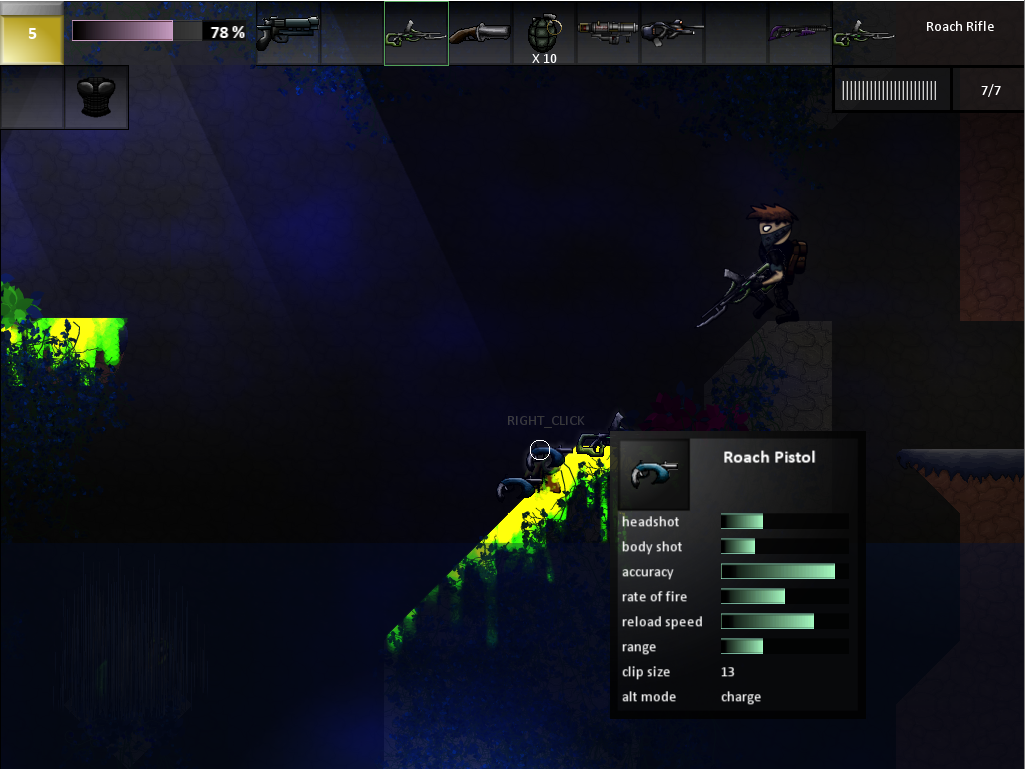 5
78 %
X 10
Roach Rifle
7/7
RIGHT_CLICK
Roach Pistol
headshot
body shot
accuracy
rate of fire
reload speed
range
clip size 13
alt mode charge